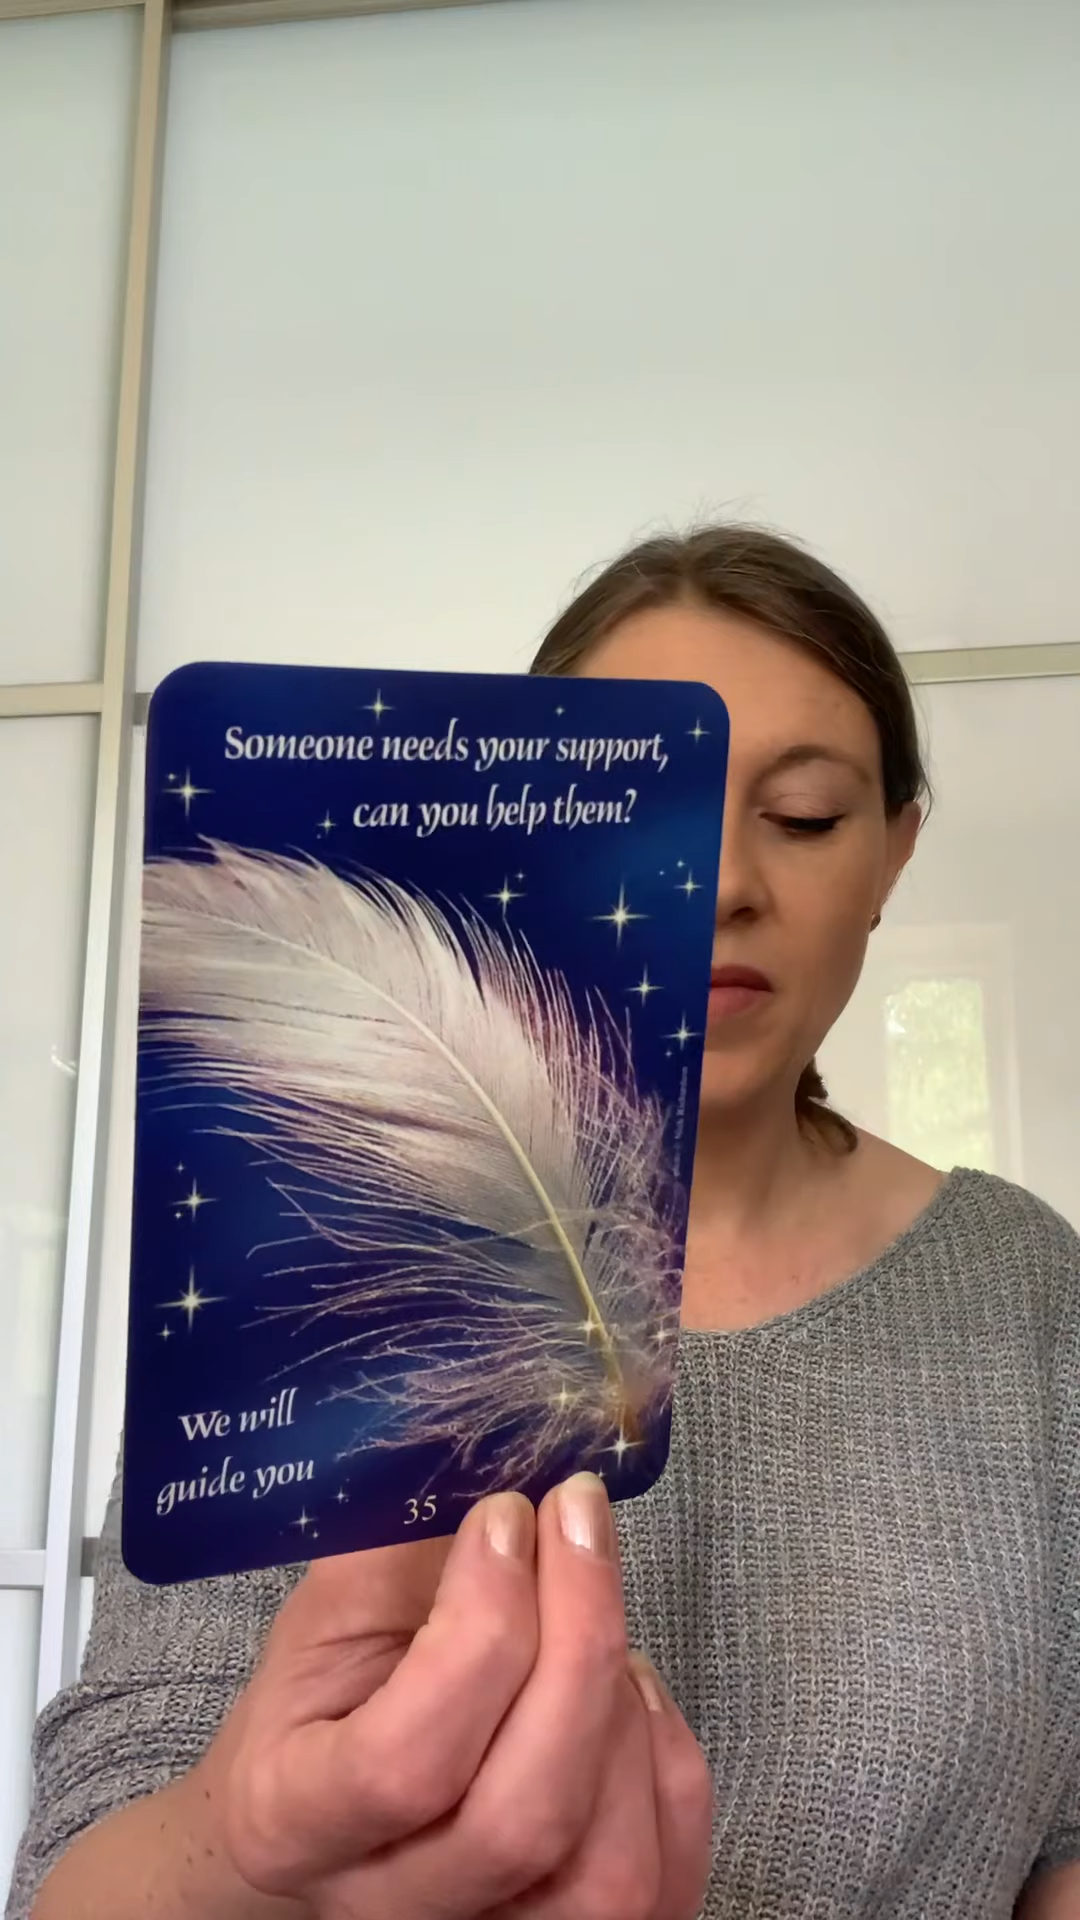 Someone needs your support,
can you help them?
We will
guide you
35